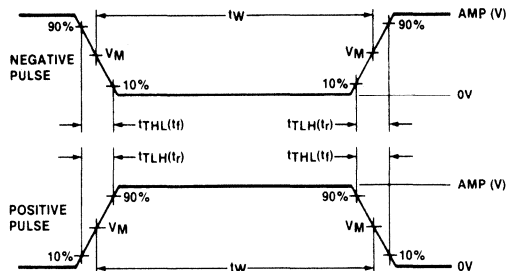 tW
AMP (V)
90% 90%
NEGATIVE PULSE
VM VM
10% 10%
0V
tTHL(tf) tTLH(tr)
tTLH(tr) tTHL(tf)
AMP (V)
90% 90%
POSITIVE PULSE
VM VM
10% 10%
0V
tW